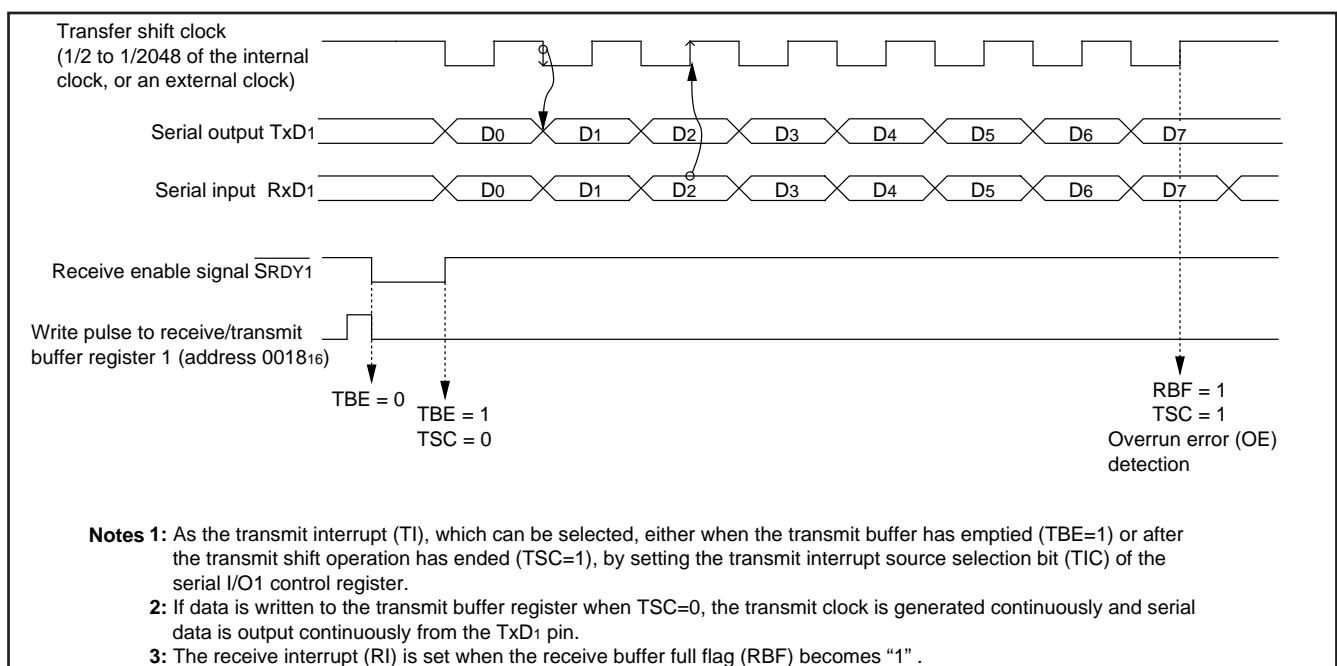 Transfer shift clock
(1/2 to 1/2048 of the internal
clock, or an external clock)
Serial output TxD1
D0 D1 D2 D3 D4 D5 D6 D7
Serial input RxD1
D0 D1 D2 D3 D4 D5 D6 D7
Receive enable signal SRDY1
Write pulse to receive/transmit
buffer register 1 (address 001816)
TBE = 0
TBE = 1
TSC = 0
RBF = 1
TSC = 1
Overrun error (OE)
detection
Notes 1: As the transmit interrupt (TI), which can be selected, either when the transmit buffer has emptied (TBE=1) or after
the transmit shift operation has ended (TSC=1), by setting the transmit interrupt source selection bit (TIC) of the
serial I/O1 control register.
2: If data is written to the transmit buffer register when TSC=0, the transmit clock is generated continuously and serial
data is output continuously from the TxD1 pin.
3: The receive interrupt (RI) is set when the receive buffer full flag (RBF) becomes “1” .